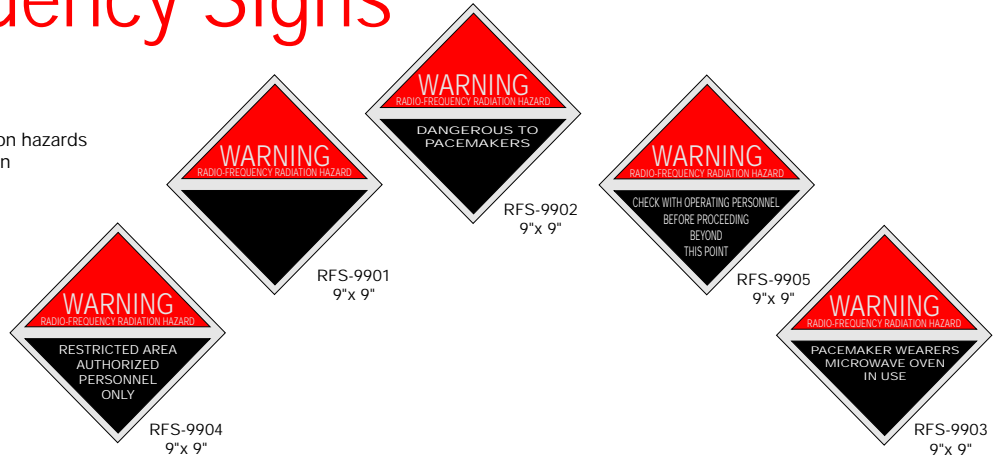 uency Signs
on hazards
n
WARNING
RADIO-FREQUENCY RADIATION HAZARD
RESTRICTED AREA
AUTHORIZED
PERSONNEL
ONLY
RFS-9904
9"x 9"
WARNING
RADIO-FREQUENCY RADIATION HAZARD
RFS-9901
9"x 9"
WARNING
RADIO-FREQUENCY RADIATION HAZARD
DANGEROUS TO
PACEMAKERS
RFS-9902
9"x 9"
WARNING
RADIO-FREQUENCY RADIATION HAZARD
CHECK WITH OPERATING PERSONNEL
BEFORE PROCEEDING
BEYOND
THIS POINT
RFS-9905
9"x 9"
WARNING
RADIO-FREQUENCY RADIATION HAZARD
PACEMAKER WEARERS
MICROWAVE OVEN
IN USE
RFS-9903
9"x 9"